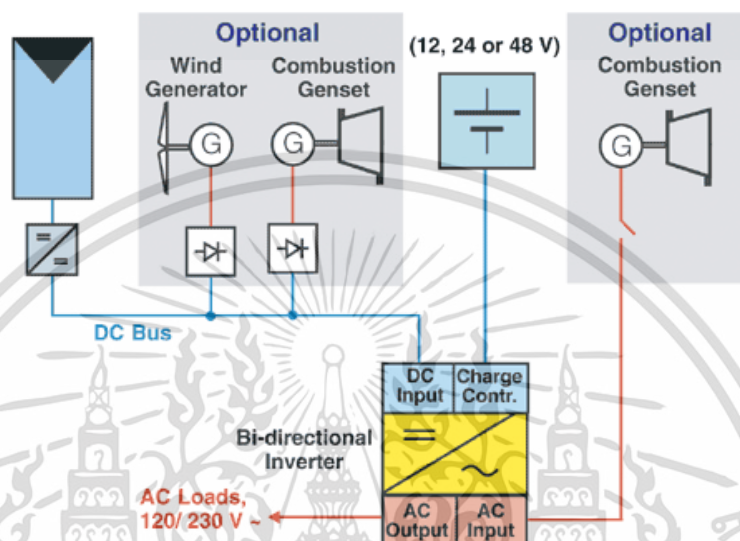 Optional
Wind
Generator
Combustion
Genset
G
G
(12, 24 or 48 V)
Optional
Combustion
Genset
G
DC Bus
DC
Input
Charge
Contr.
Bi-directional
Inverter
AC Loads,
120/ 230 V ~
AC
Output
AC
Input